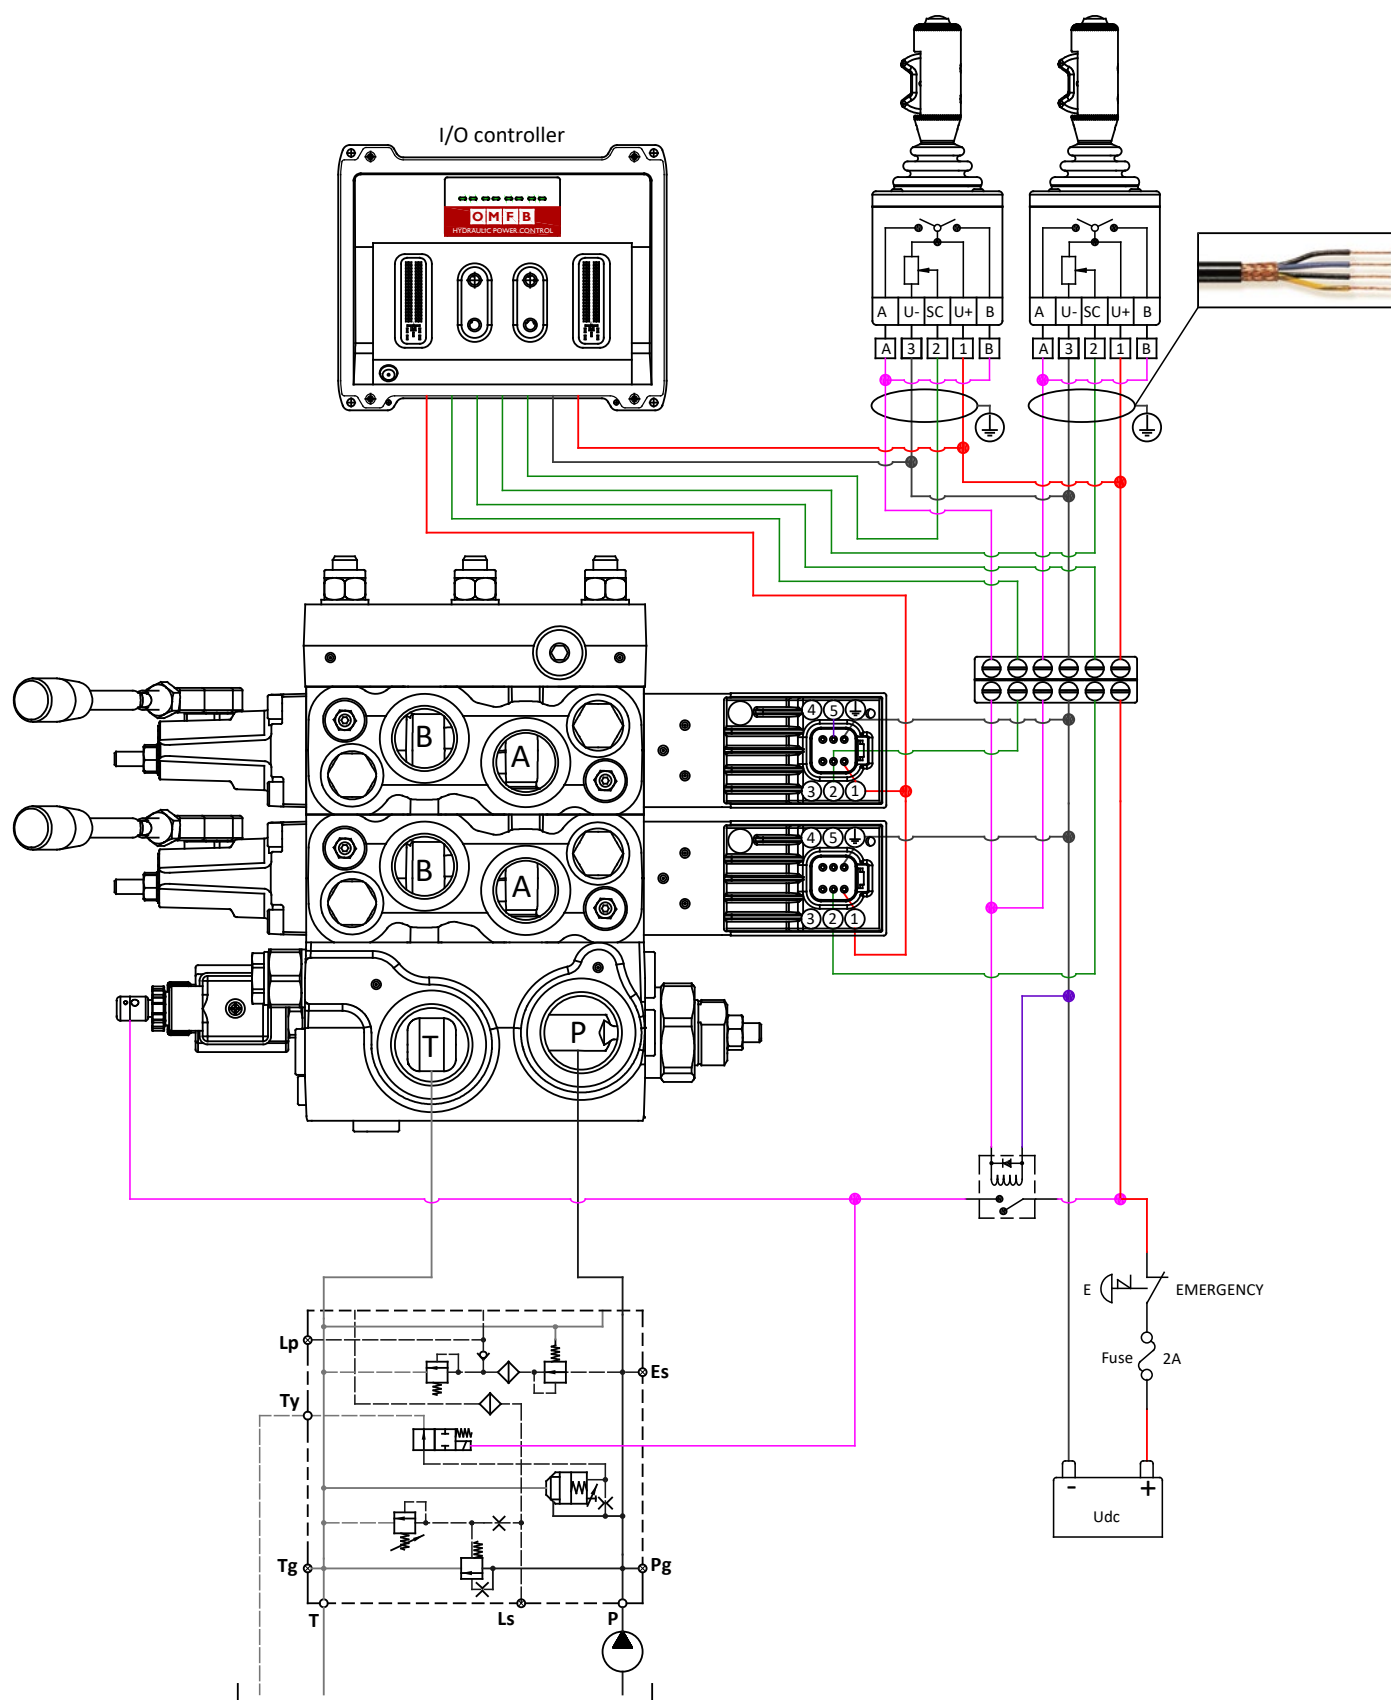 I/O controller
OMFB
HYDRAULIC POWER CONTROL
A U- SC U+ B
A U- SC U+ B
A 3 2 1 B
A 3 2 1 B
4 5
B A
3 2 1
4 5
B A
3 2 1
T P
E EMERGENCY
Fuse 2A
Lp
Es
Ty
- +
Udc
Tg
Pg
T Ls P